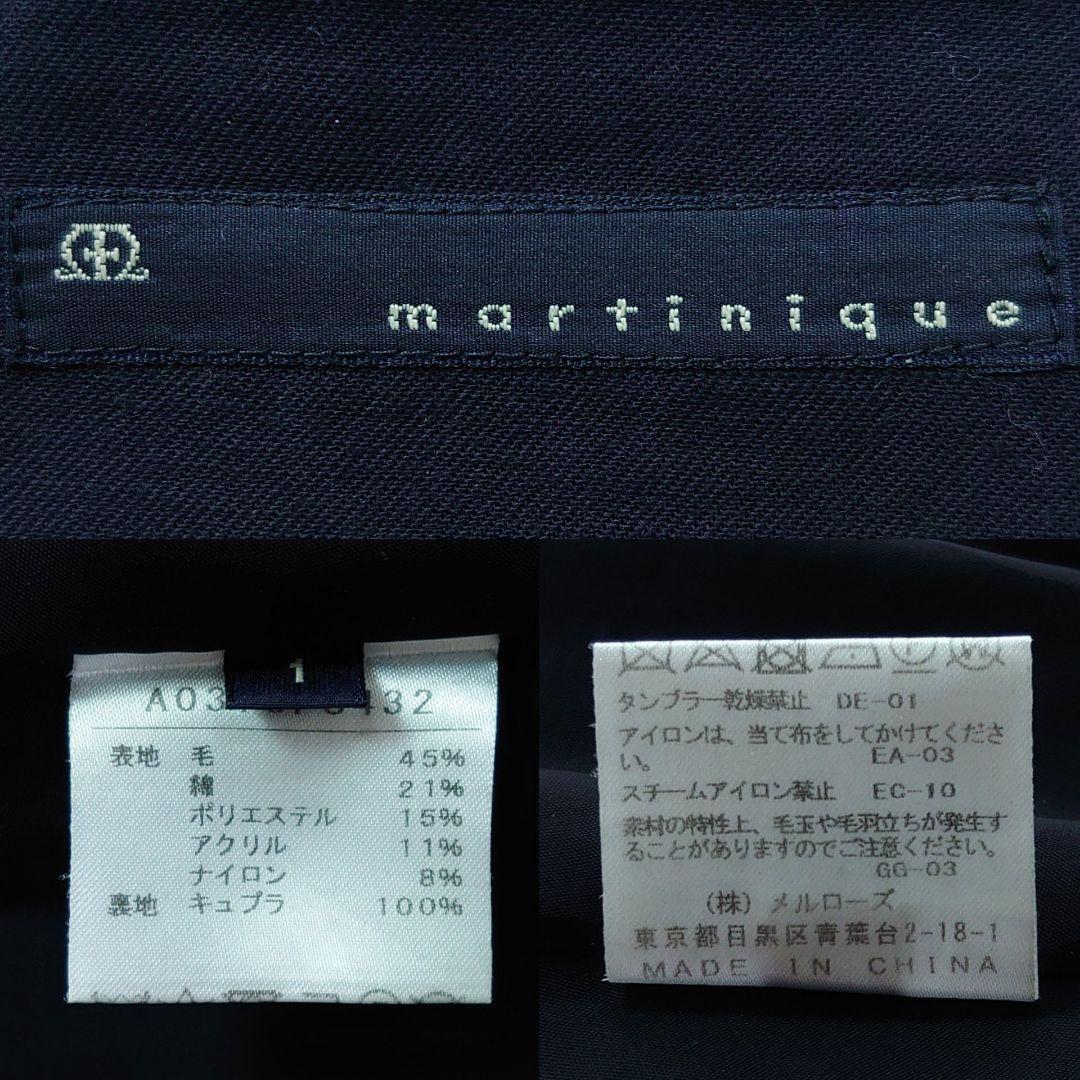 martinique
1
表地 毛 45%
綿 21%
ポリエステル 15%
アクリル 11%
ナイロン 8%
裏地 キュプラ 100%
タンブラー乾燥禁止 DE-01
アイロンは、当て布をしてかけてくださ
い。 EA-03
スチームアイロン禁止 EC-10
素材の特性上、毛玉や毛羽立ちが発生す
ることがありますのでご注意ください。
GG-03
(株) メルローズ
東京都目黒区青葉台2-18-1
MADE IN CHINA